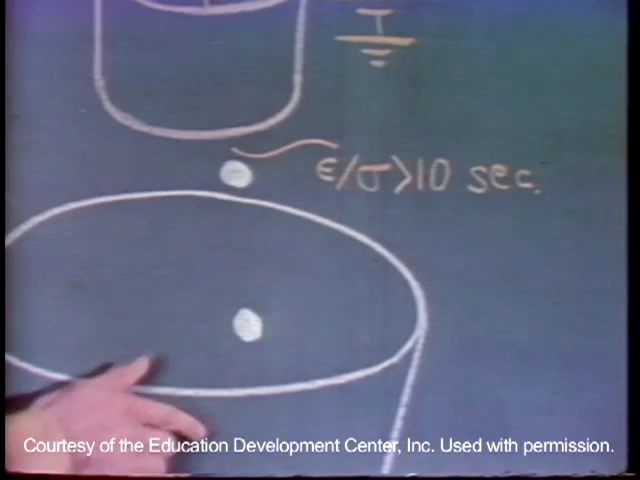 ϵ/σ>10 sec.
Courtesy of the Education Development Center, Inc. Used with permission.